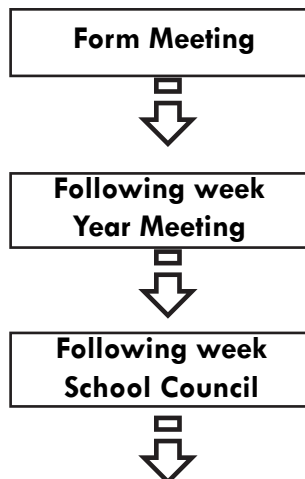 Form Meeting
Following week
Year Meeting
Following week
School Council